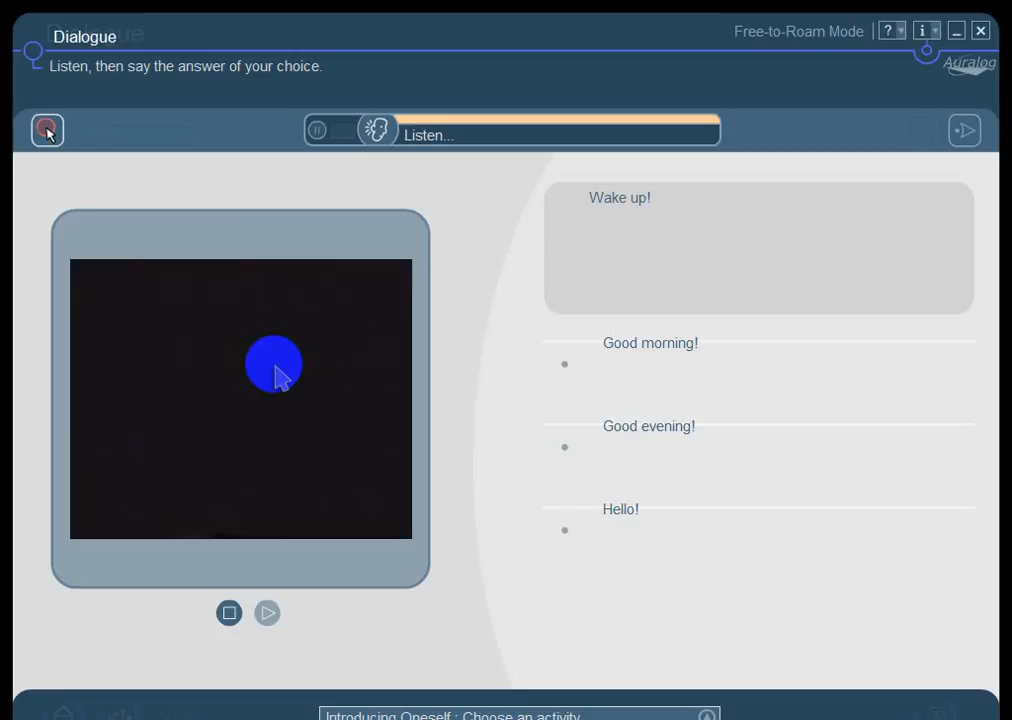 Dialogue
Free-to-Roam Mode
?
i
Listen, then say the answer of your choice.
Auralog
Listen...
Wake up!
Good morning!
Good evening!
Hello!
Introducing Oneself : Choose an activity